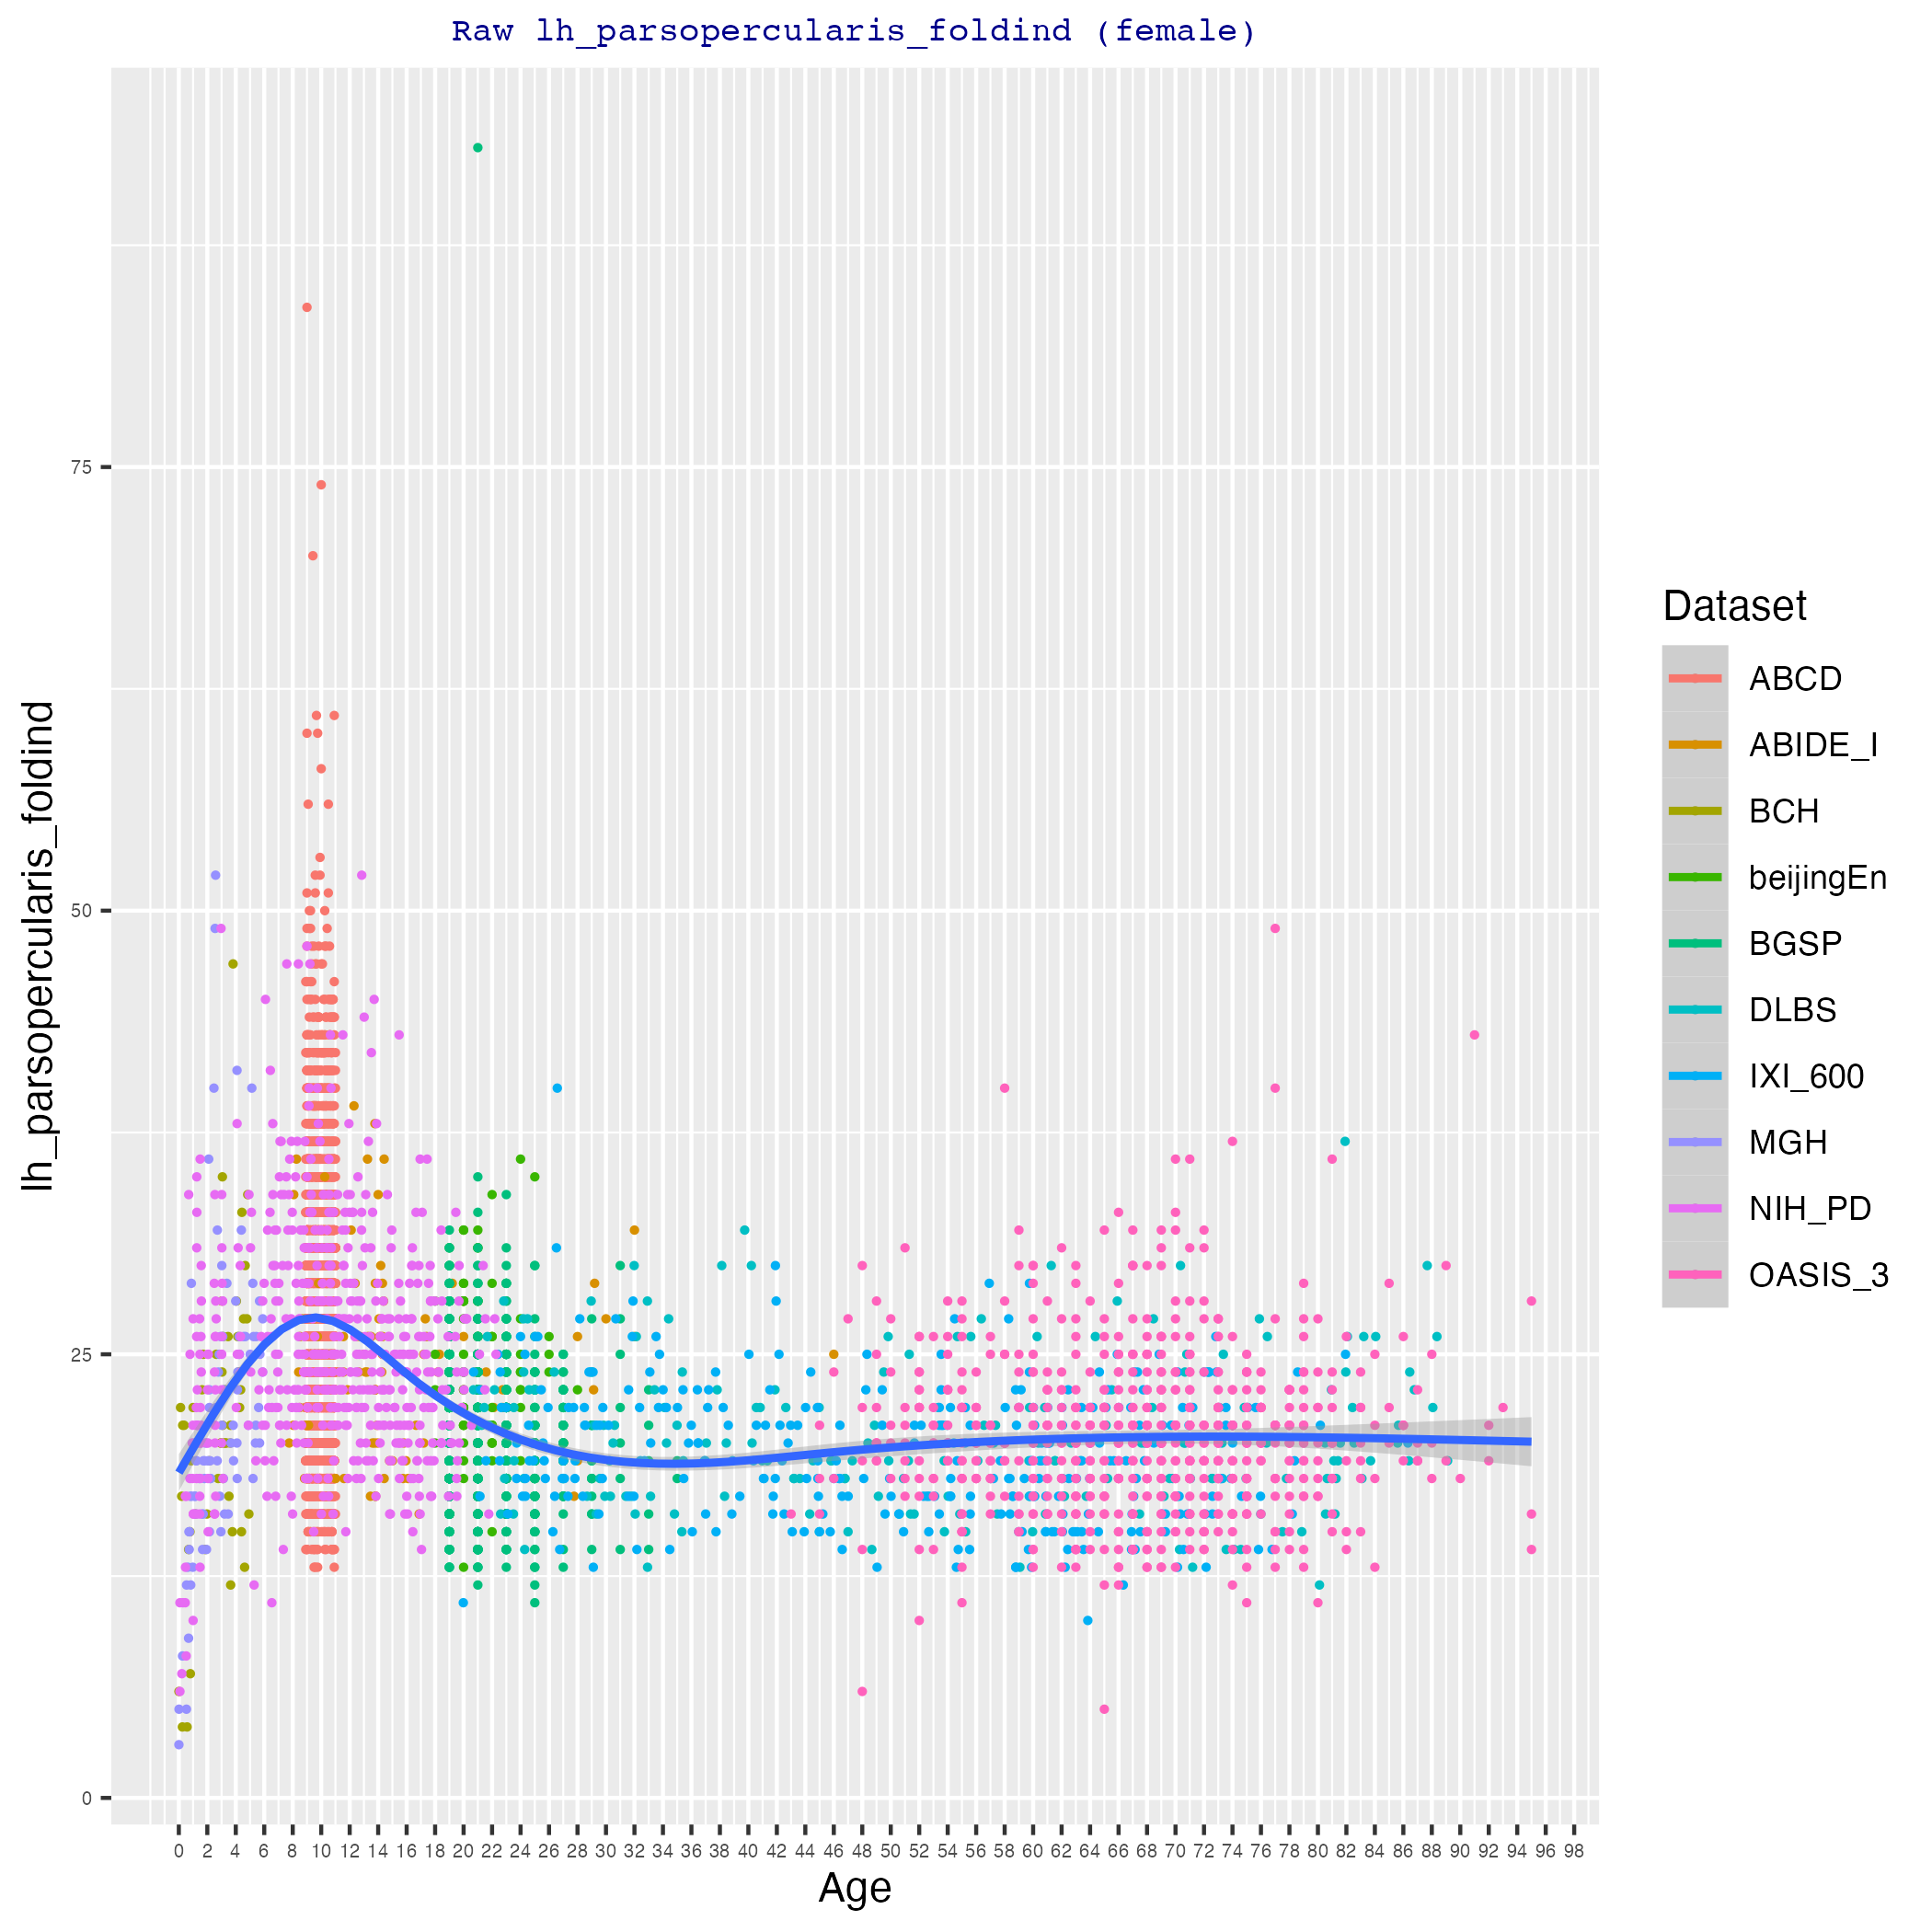 Raw lh_parsopercularis_foldind (female)
lh_parsopercularis_foldind
75
50
25
0
0 2 4 6 8 10 12 14 16 18 20 22 24 26 28 30 32 34 36 38 40 42 44 46 48 50 52 54 56 58 60 62 64 66 68 70 72 74 76 78 80 82 84 86 88 90 92 94 96 98
Age
Dataset
ABCD
ABIDE_I
BCH
beijingEn
BGSP
DLBS
IXI_600
MGH
NIH_PD
OASIS_3